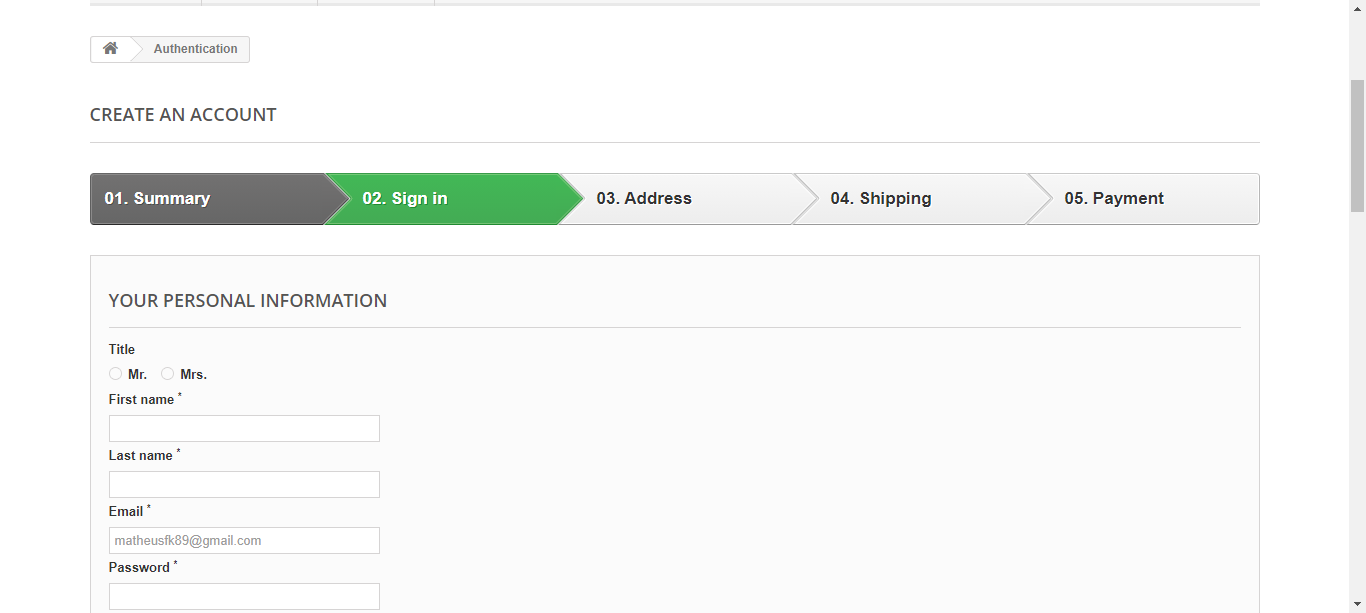 Authentication
CREATE AN ACCOUNT
01. Summary 02. Sign in 03. Address 04. Shipping 05. Payment
YOUR PERSONAL INFORMATION
Title
Mr. Mrs.
First name *
Last name *
Email *
matheusfk89@gmail.com
Password *